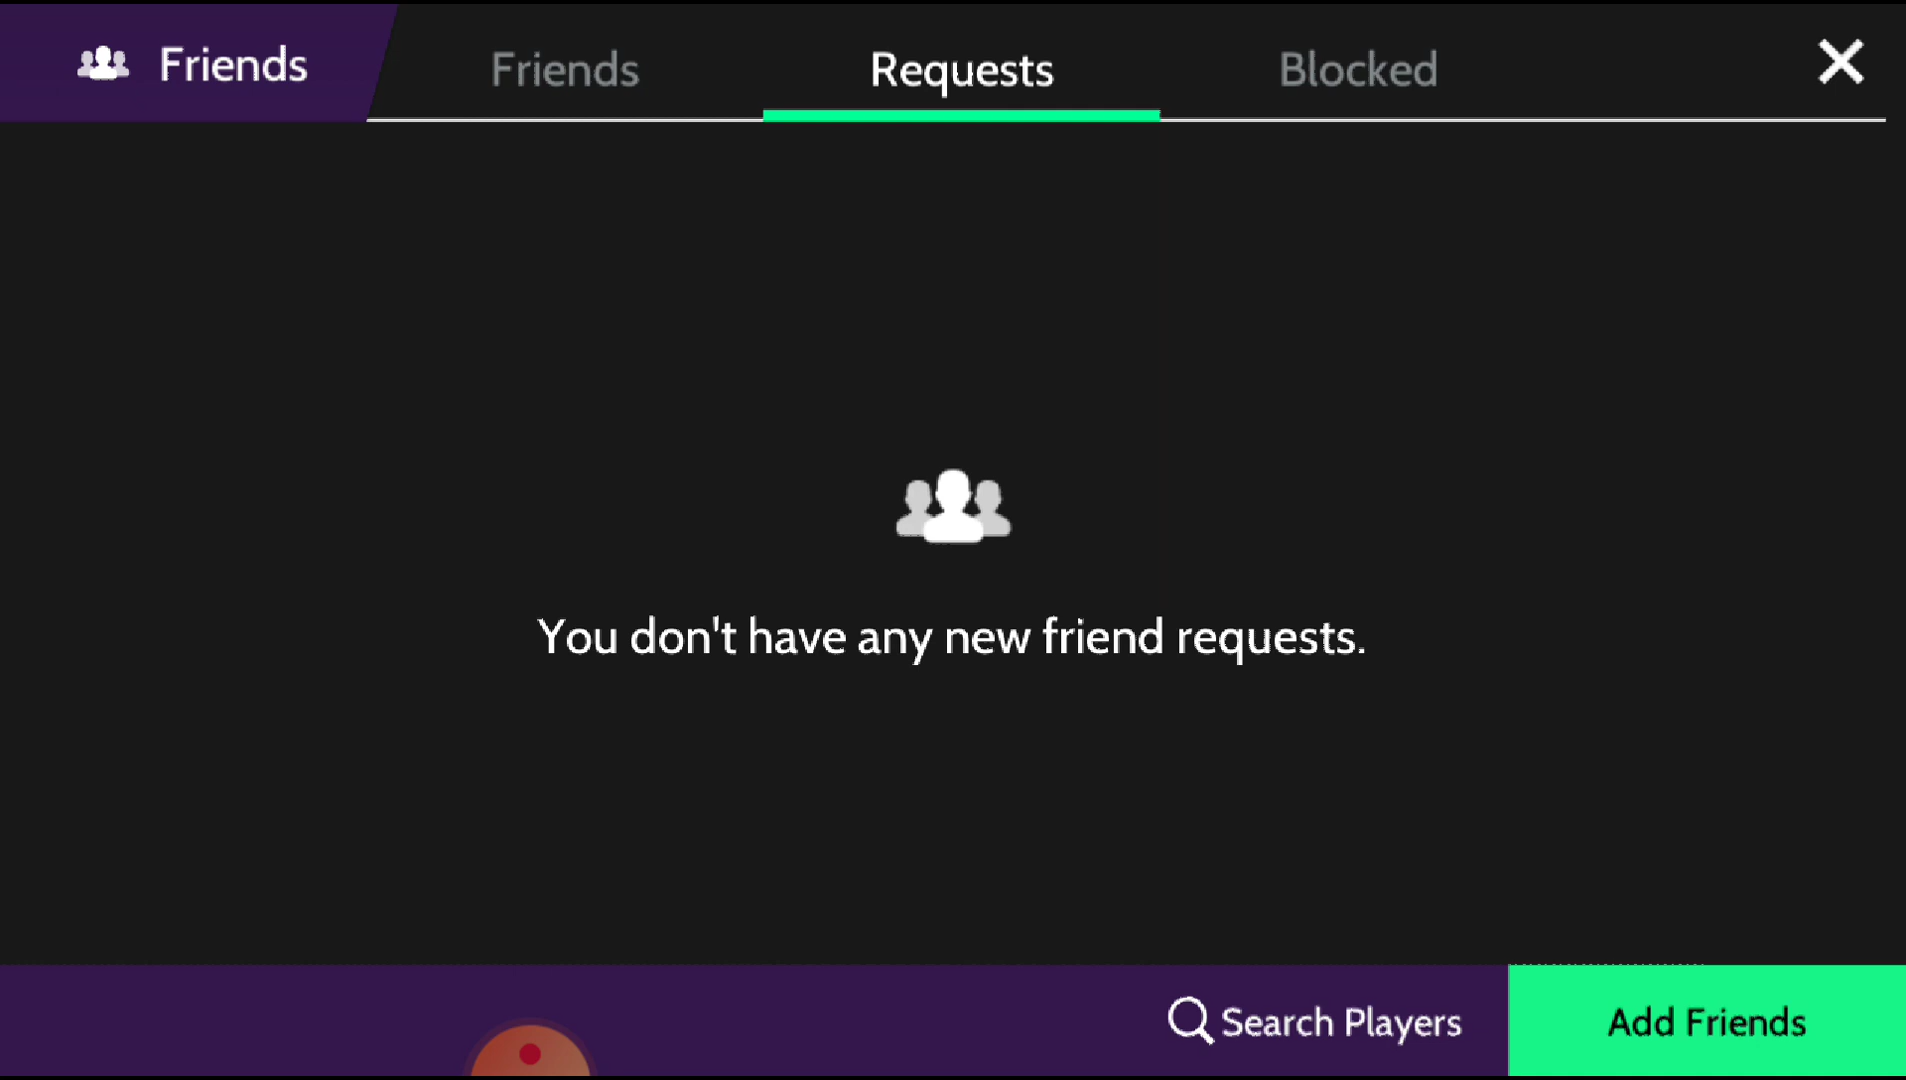 Friends
Friends
Requests
Blocked
You don't have any new friend requests.
Search Players
Add Friends